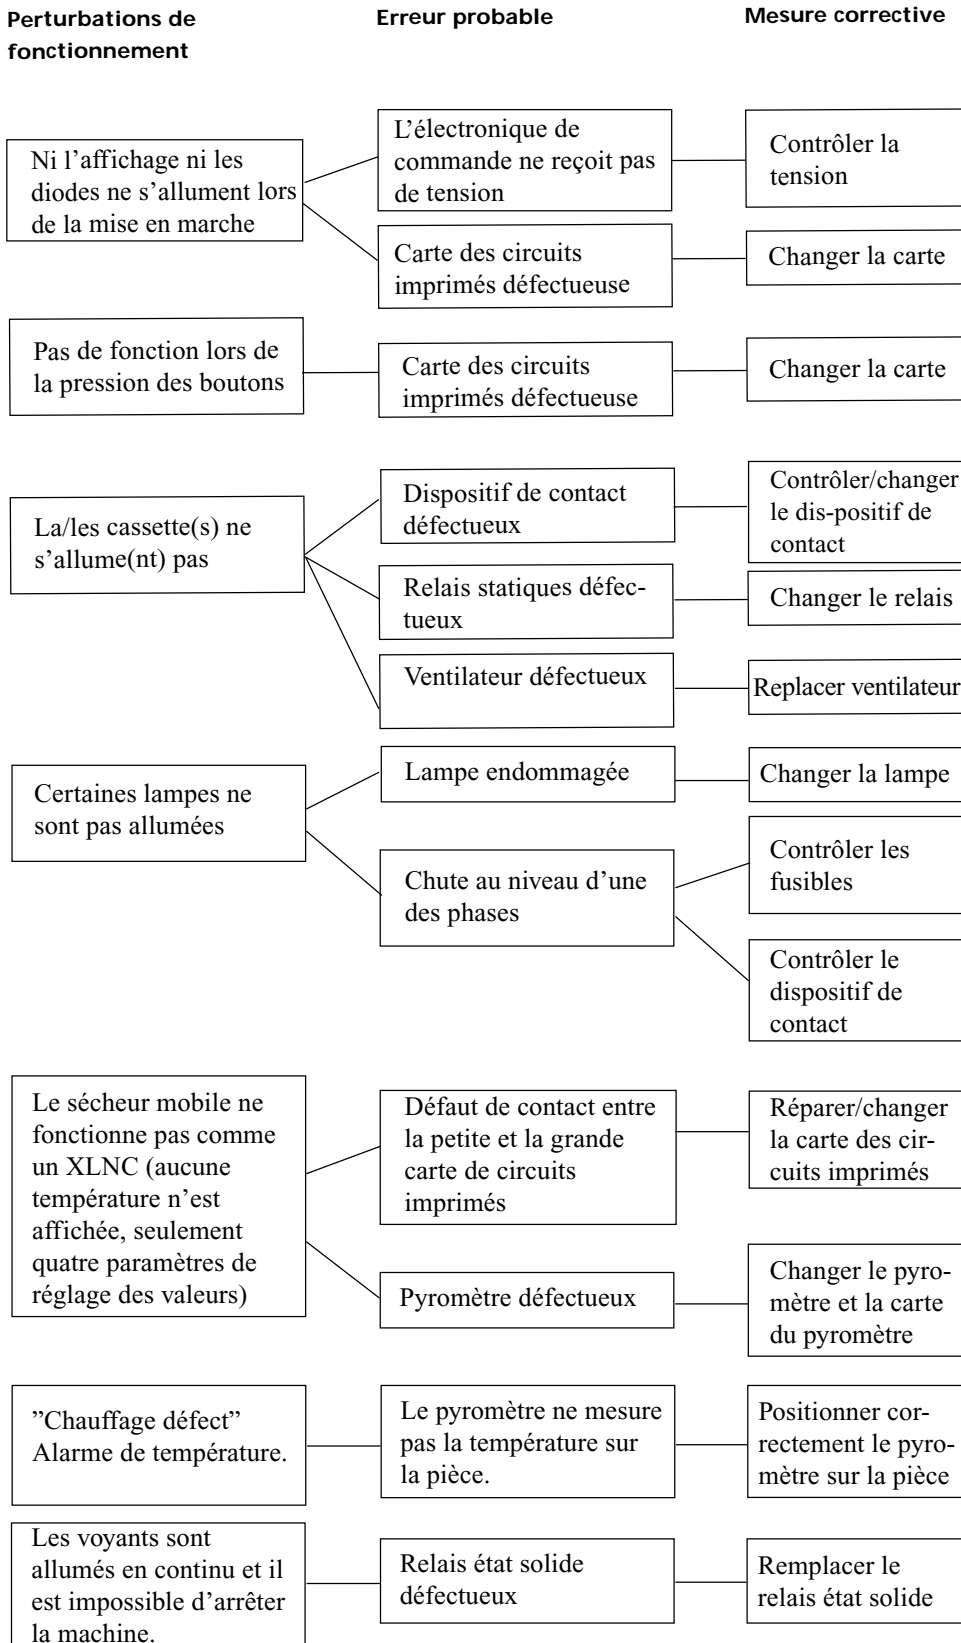 Perturbations de
fonctionnement
Erreur probable
Mesure corrective
Ni l’affichage ni les
diodes ne s’allument lors
de la mise en marche
L’électronique de
commande ne reçoit pas
de tension
Contrôler la
tension
Carte des circuits
imprimés défectueuse
Changer la carte
Pas de fonction lors de
la pression des boutons
Carte des circuits
imprimés défectueuse
Changer la carte
La/les cassette(s) ne
s’allume(nt) pas
Dispositif de contact
défectueux
Contrôler/changer
le dis-positif de
contact
Relais statiques défec-
tueux
Changer le relais
Ventilateur défectueux
Replacer ventilateur
Certaines lampes ne
sont pas allumées
Lampe endommagée
Changer la lampe
Chute au niveau d’une
des phases
Contrôler les
fusibles
Contrôler le
dispositif de
contact
Le sécheur mobile ne
fonctionne pas comme
un XLNC (aucune
température n’est
affichée, seulement
quatre paramètres de
réglage des valeurs)
Défaut de contact entre
la petite et la grande
carte de circuits
imprimés
Réparer/changer
la carte des cir-
cuits imprimés
Pyromètre défectueux
Changer le pyro-
mètre et la carte
du pyromètre
”Chauffage défect”
Alarme de température.
Le pyromètre ne mesure
pas la température sur
la pièce.
Positionner cor-
rectement le pyro-
mètre sur la pièce
Les voyants sont
allumés en continu et il
est impossible d’arrêter
la machine.
Relais état solide
défectueux
Remplacer le
relais état solide